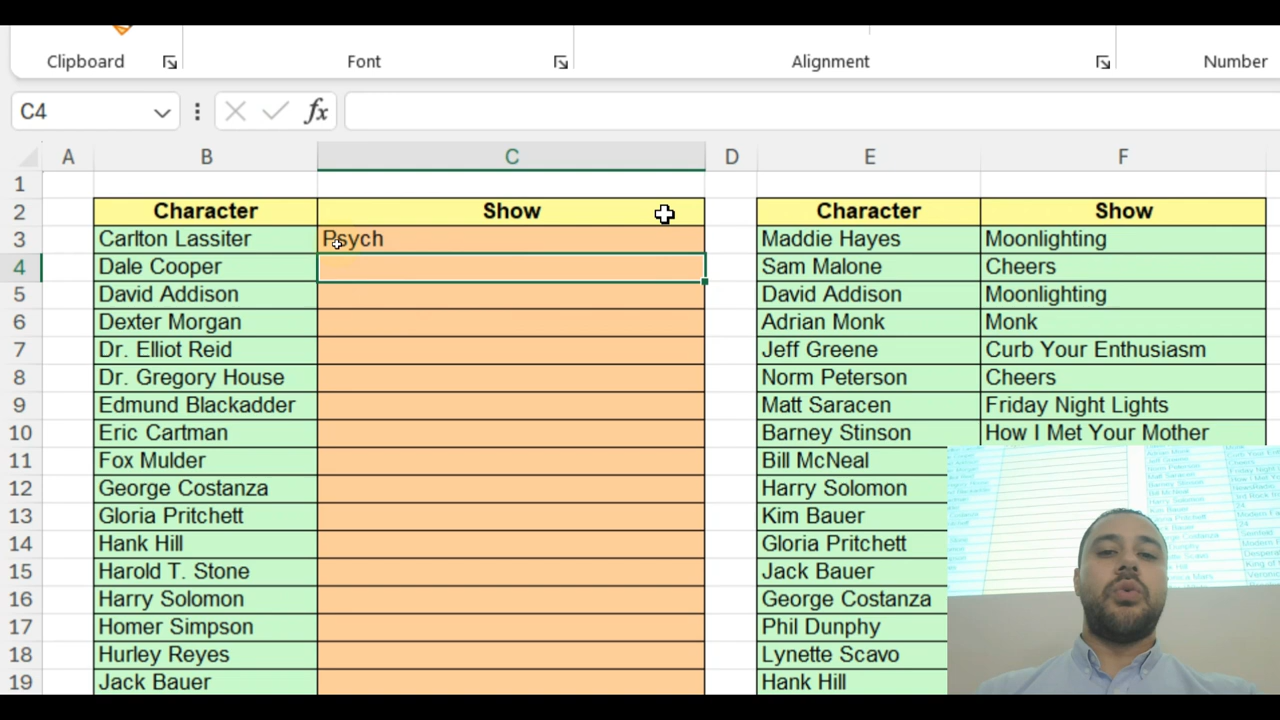 Clipboard Font Alignment Number
C4 fx
A B C D E F
1
2 Character Show Character Show
3 Carlton Lassiter Psych Maddie Hayes Moonlighting
4 Dale Cooper Sam Malone Cheers
5 David Addison David Addison Moonlighting
6 Dexter Morgan Adrian Monk Monk
7 Dr. Elliot Reid Jeff Greene Curb Your Enthusiasm
8 Dr. Gregory House Norm Peterson Cheers
9 Edmund Blackadder Matt Saracen Friday Night Lights
10 Eric Cartman Barney Stinson How I Met Your Mother
11 Fox Mulder Bill McNeal
12 George Costanza Harry Solomon
13 Gloria Pritchett Kim Bauer
14 Hank Hill Gloria Pritchett
15 Harold T. Stone Jack Bauer
16 Harry Solomon George Costanza
17 Homer Simpson Phil Dunphy
18 Hurley Reyes Lynette Scavo
19 Jack Bauer Hank Hill